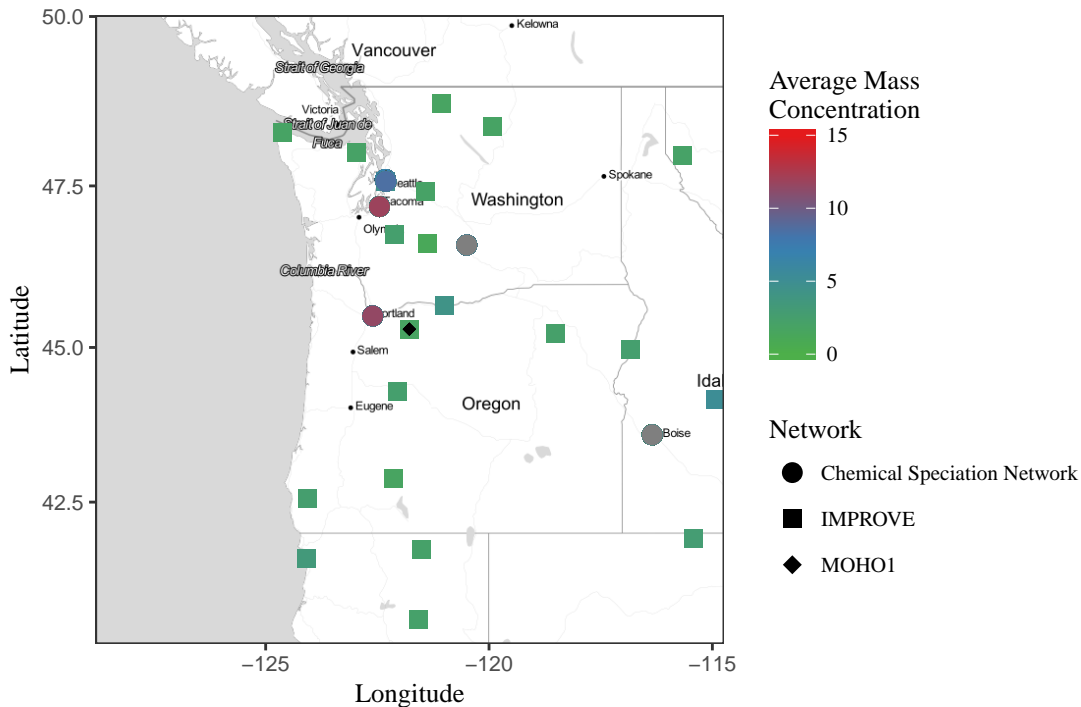 50.0
47.5
45.0
42.5
Latitude
−125
−120
−115
Longitude
Kelowna
Vancouver
Strait of Georgia
Victoria
Strait of Juan de
Fuca
Spokane
Washington
Columbia River
Salem
Eugene
Oregon
Boise
Average Mass
Concentration
15
10
5
0
Network
Chemical Speciation Network
IMPROVE
MOHO1